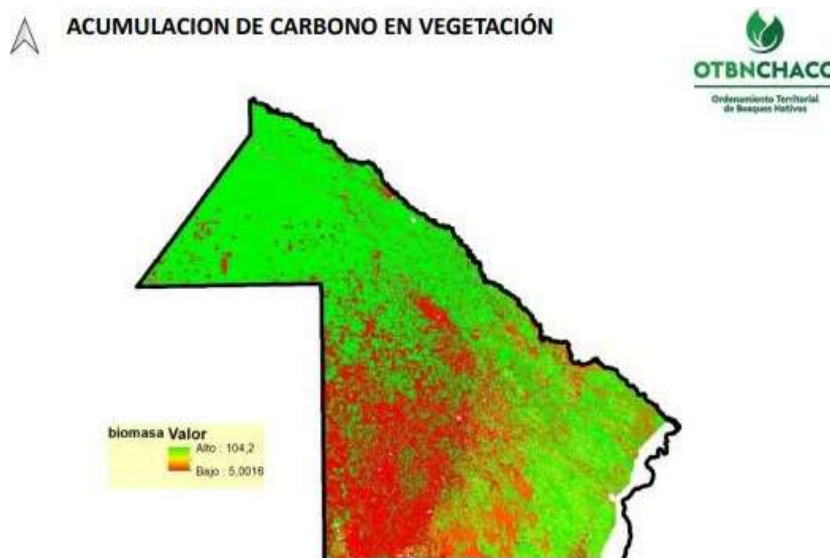 ACUMULACION DE CARBONO EN VEGETACIÓN
OTBNCHACO
Ordenamiento Territorial
de Bosques Nativos
biomasa Valor
Alto : 104,2
Bajo : 5,0016